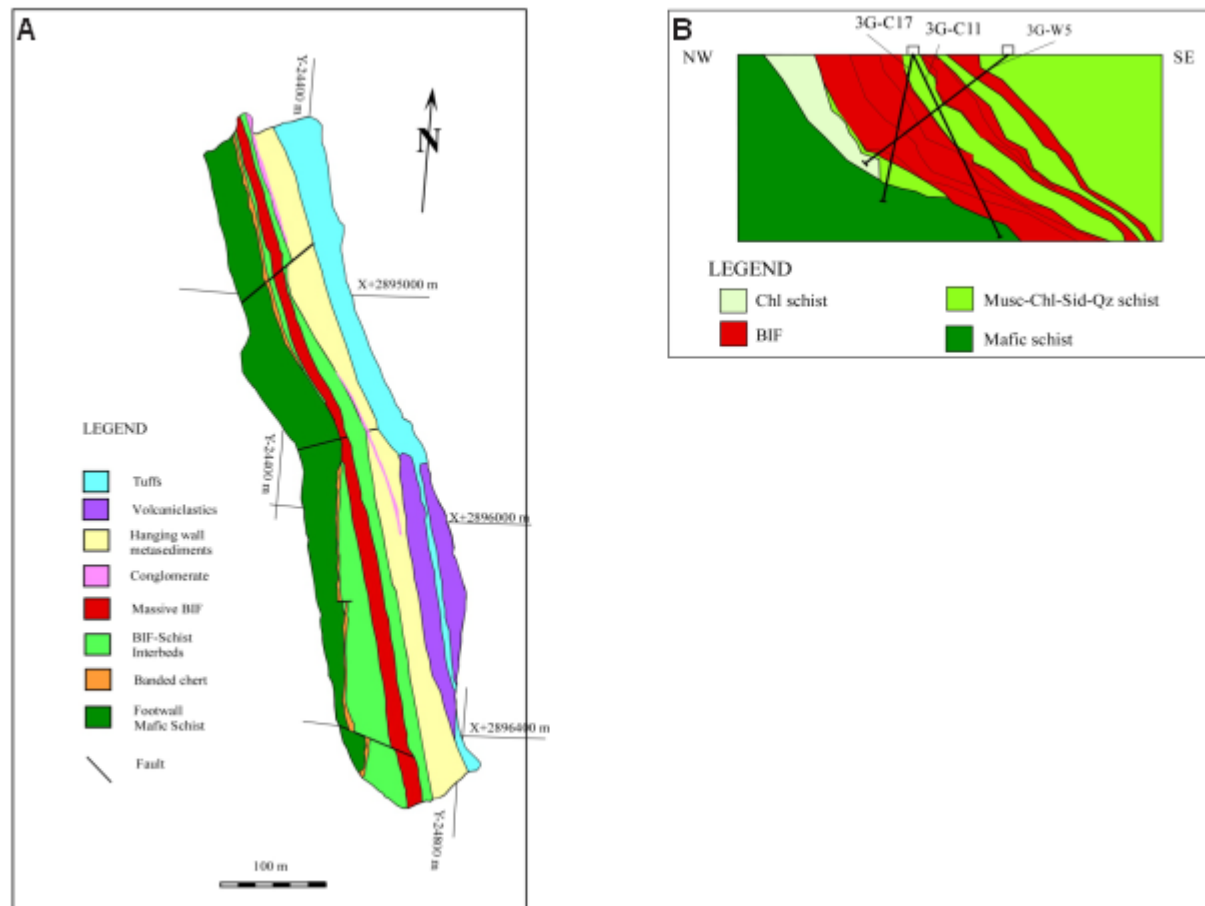 A
Y-24400 m
N
X+2895000 m
LEGEND
Y-24400 m
Tuffs
Volcaniclastics
X+2896000 m
Hanging wall
metasediments
Conglomerate
Massive BIF
BIF-Schist
Interbeds
Banded chert
Footwall
Mafic Schist
X+2896400 m
Fault
Y-24800 m
100 m
B
3G-C17
3G-C11
3G-W5
NW
SE
LEGEND
Chl schist
Musc-Chl-Sid-Qz schist
BIF
Mafic schist